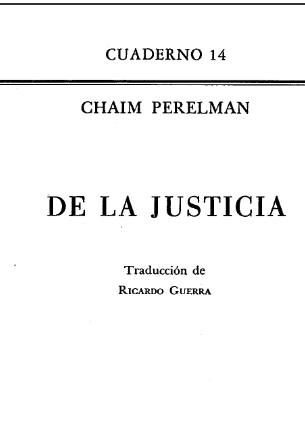 CUADERNO 14
CHAIM PERELMAN
DE LA JUSTICIA
Traducción de
RICARDO GUERRA